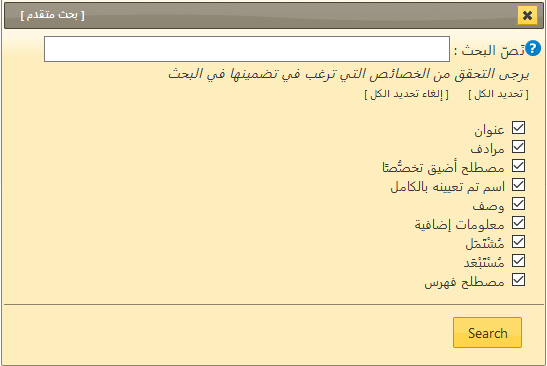 [ بحث متقدم ]
نَصّ البحث :
يرجى التحقق من الخصائص التي ترغب في تضمينها في البحث
[ تحديد الكل ] [ إلغاء تحديد الكل ]
عنوان
مرادف
مصطلح أضيق تخصُّصًا
اسم تم تعيينه بالكامل
وصف
معلومات إضافية
مُشْتَمَل
مُسْتَبْعَد
مصطلح فهرس
Search